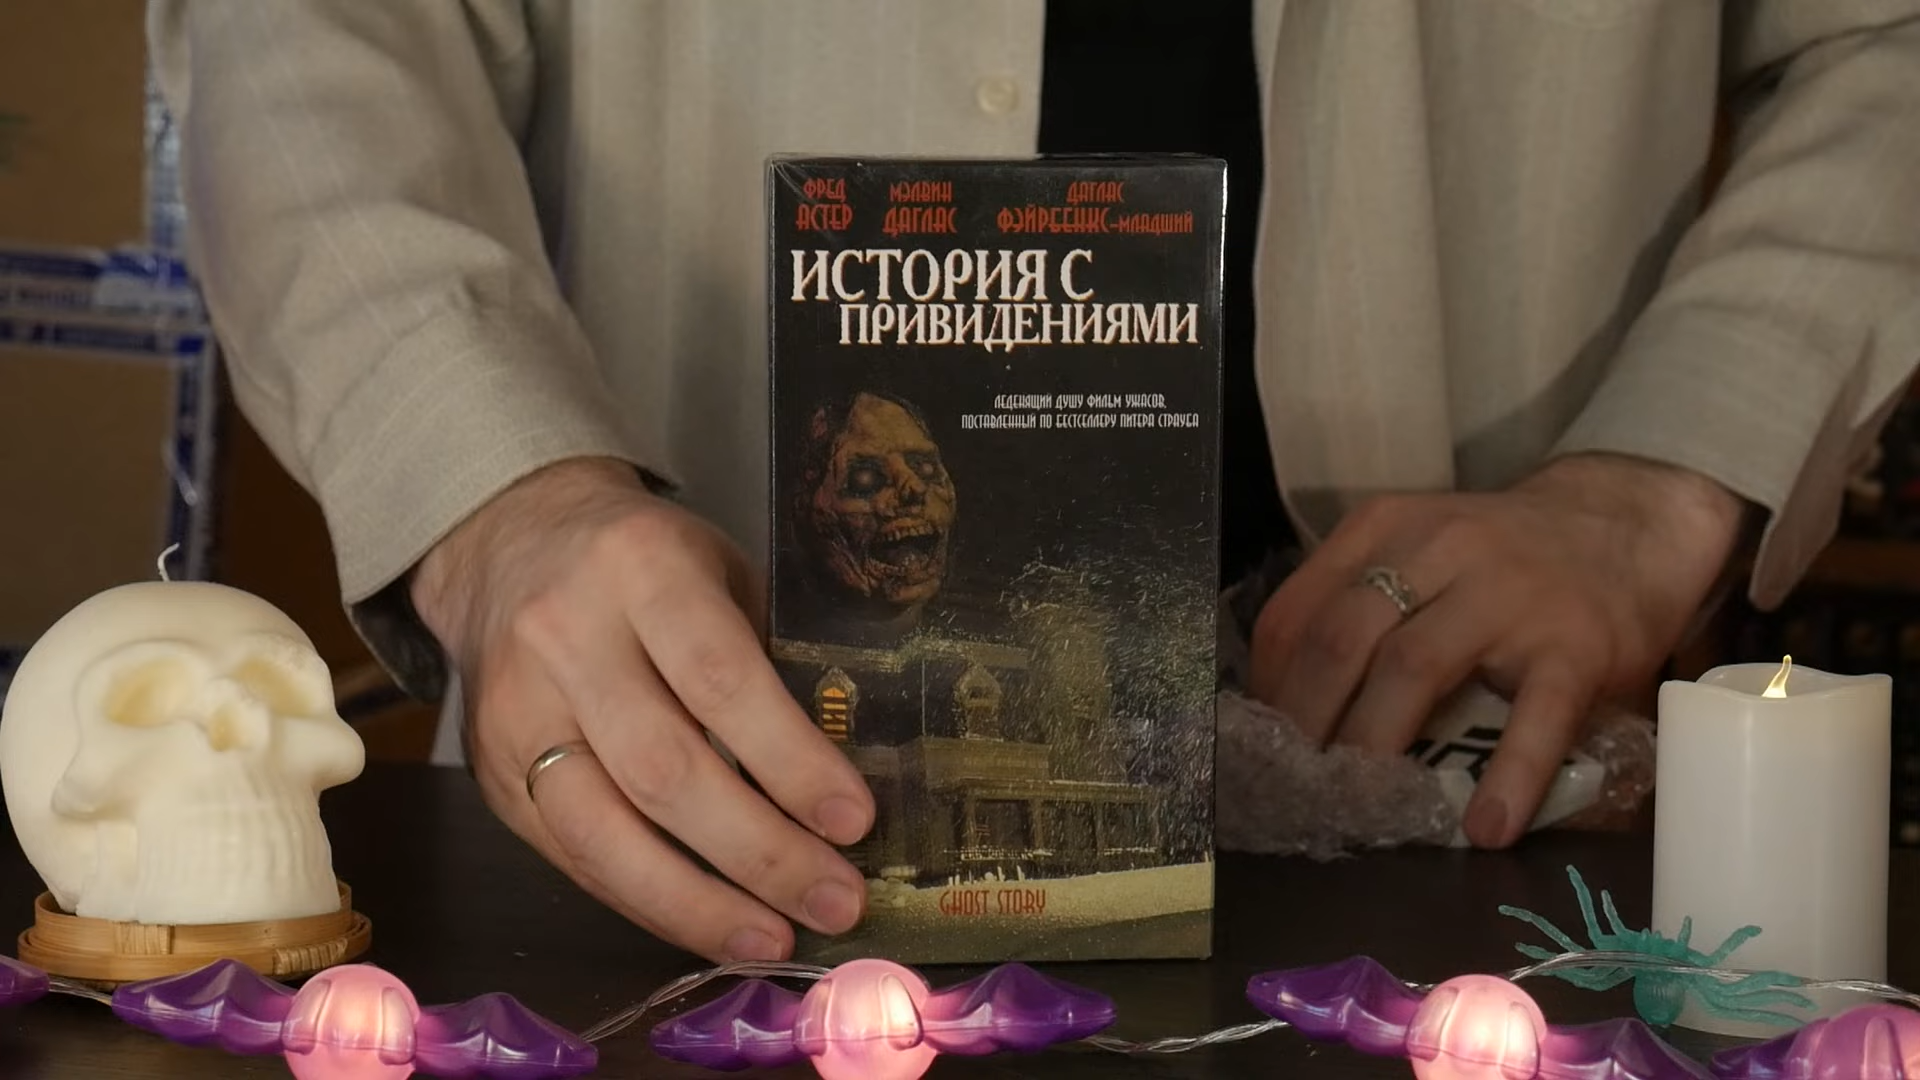 ФРЕД МЭЛВИН ДАГЛАС
АСТЕР ДАГЛАС ФЭЙРБЕНКС-МЛАДШИЙ
ИСТОРИЯ С
ПРИВИДЕНИЯМИ
ЛЕДЕНЯЩИЙ ДУШУ ФИЛЬМ УЖАСОВ,
ПОСТАВЛЕННЫЙ ПО БЕСТСЕЛЛЕРУ ПИТЕРА СТРАУБА
GHOST STORY